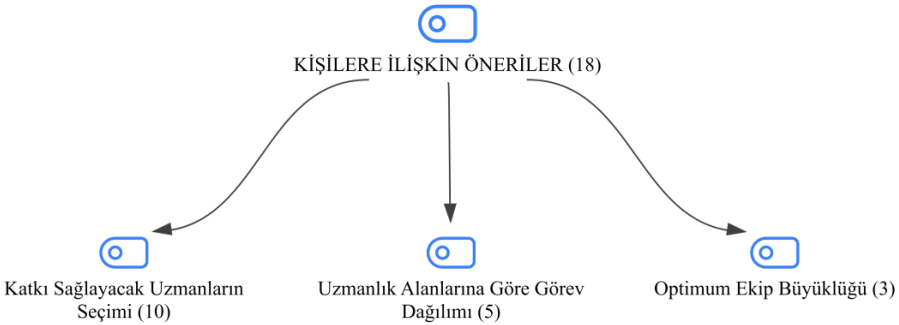 KİŞİLERE İLİŞKİN ÖNERİLER (18)
Katkı Sağlayacak Uzmanların
Seçimi (10)
Uzmanlık Alanlarına Göre Görev
Dağılımı (5)
Optimum Ekip Büyüklüğü (3)